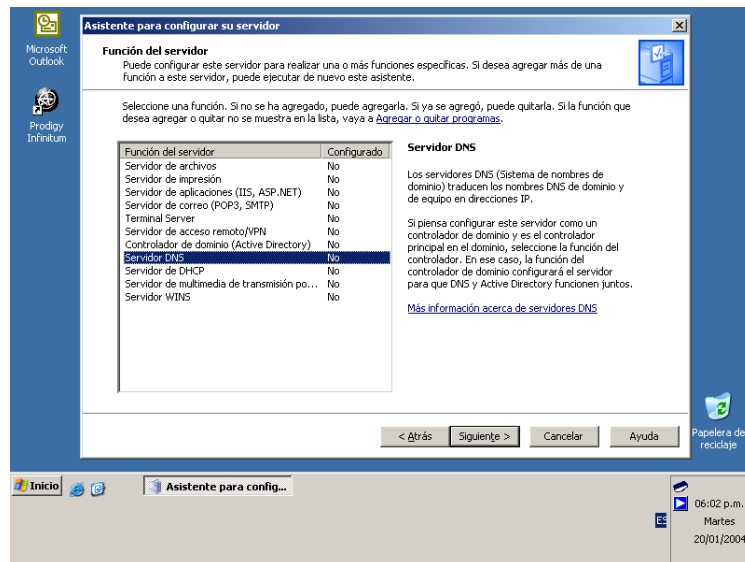 Microsoft
Outlook
Prodigy
Infinitum
Asistente para configurar su servidor
Función del servidor
Puede configurar este servidor para realizar una o más funciones específicas. Si desea agregar más de una
función a este servidor, puede ejecutar de nuevo este asistente.
Seleccione una función. Si no se ha agregado, puede agregarla. Si ya se agregó, puede quitarla. Si la función que
desea agregar o quitar no se muestra en la lista, vaya a Agregar o quitar programas.
Función del servidor Configurado
Servidor de archivos No
Servidor de impresión No
Servidor de aplicaciones (IIS, ASP.NET) No
Servidor de correo (POP3, SMTP) No
Terminal Server No
Servidor de acceso remoto/VPN No
Controlador de dominio (Active Directory) No
Servidor DNS No
Servidor de DHCP No
Servidor de multimedia de transmisión po... No
Servidor WINS No
Servidor DNS
Los servidores DNS (Sistema de nombres de
dominio) traducen los nombres DNS de dominio y
de equipo en direcciones IP.
Si piensa configurar este servidor como un
controlador de dominio y es el controlador
principal en el dominio, seleccione la función del
controlador. En ese caso, la función del
controlador de dominio configurará el servidor
para que DNS y Active Directory funcionen juntos.
Más información acerca de servidores DNS
< Atrás Siguiente > Cancelar Ayuda
Papelera de
reciclaje
Inicio Asistente para config...
ES
06:02 p.m.
Martes
20/01/2004